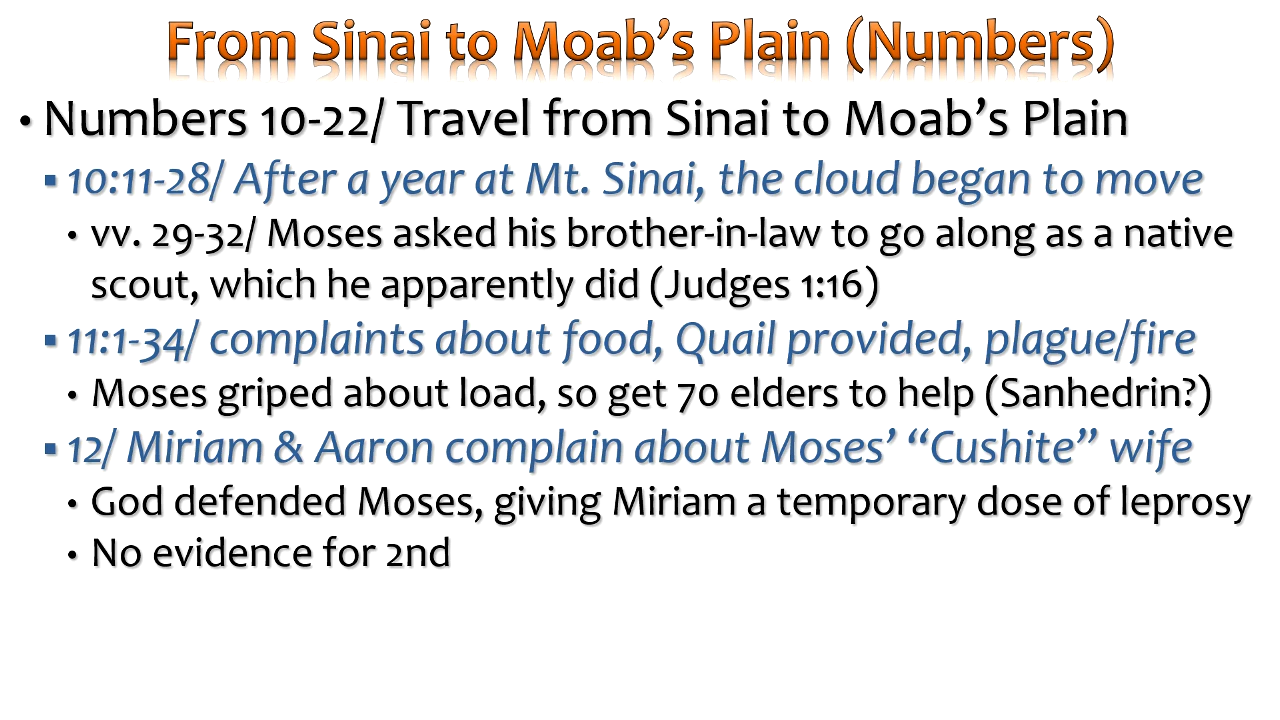 From Sinai to Moab’s Plain (Numbers)
• Numbers 10-22/ Travel from Sinai to Moab’s Plain
▪ 10:11-28/ After a year at Mt. Sinai, the cloud began to move
• vv. 29-32/ Moses asked his brother-in-law to go along as a native
scout, which he apparently did (Judges 1:16)
▪ 11:1-34/ complaints about food, Quail provided, plague/fire
• Moses griped about load, so get 70 elders to help (Sanhedrin?)
▪ 12/ Miriam & Aaron complain about Moses’ “Cushite” wife
• God defended Moses, giving Miriam a temporary dose of leprosy
• No evidence for 2nd